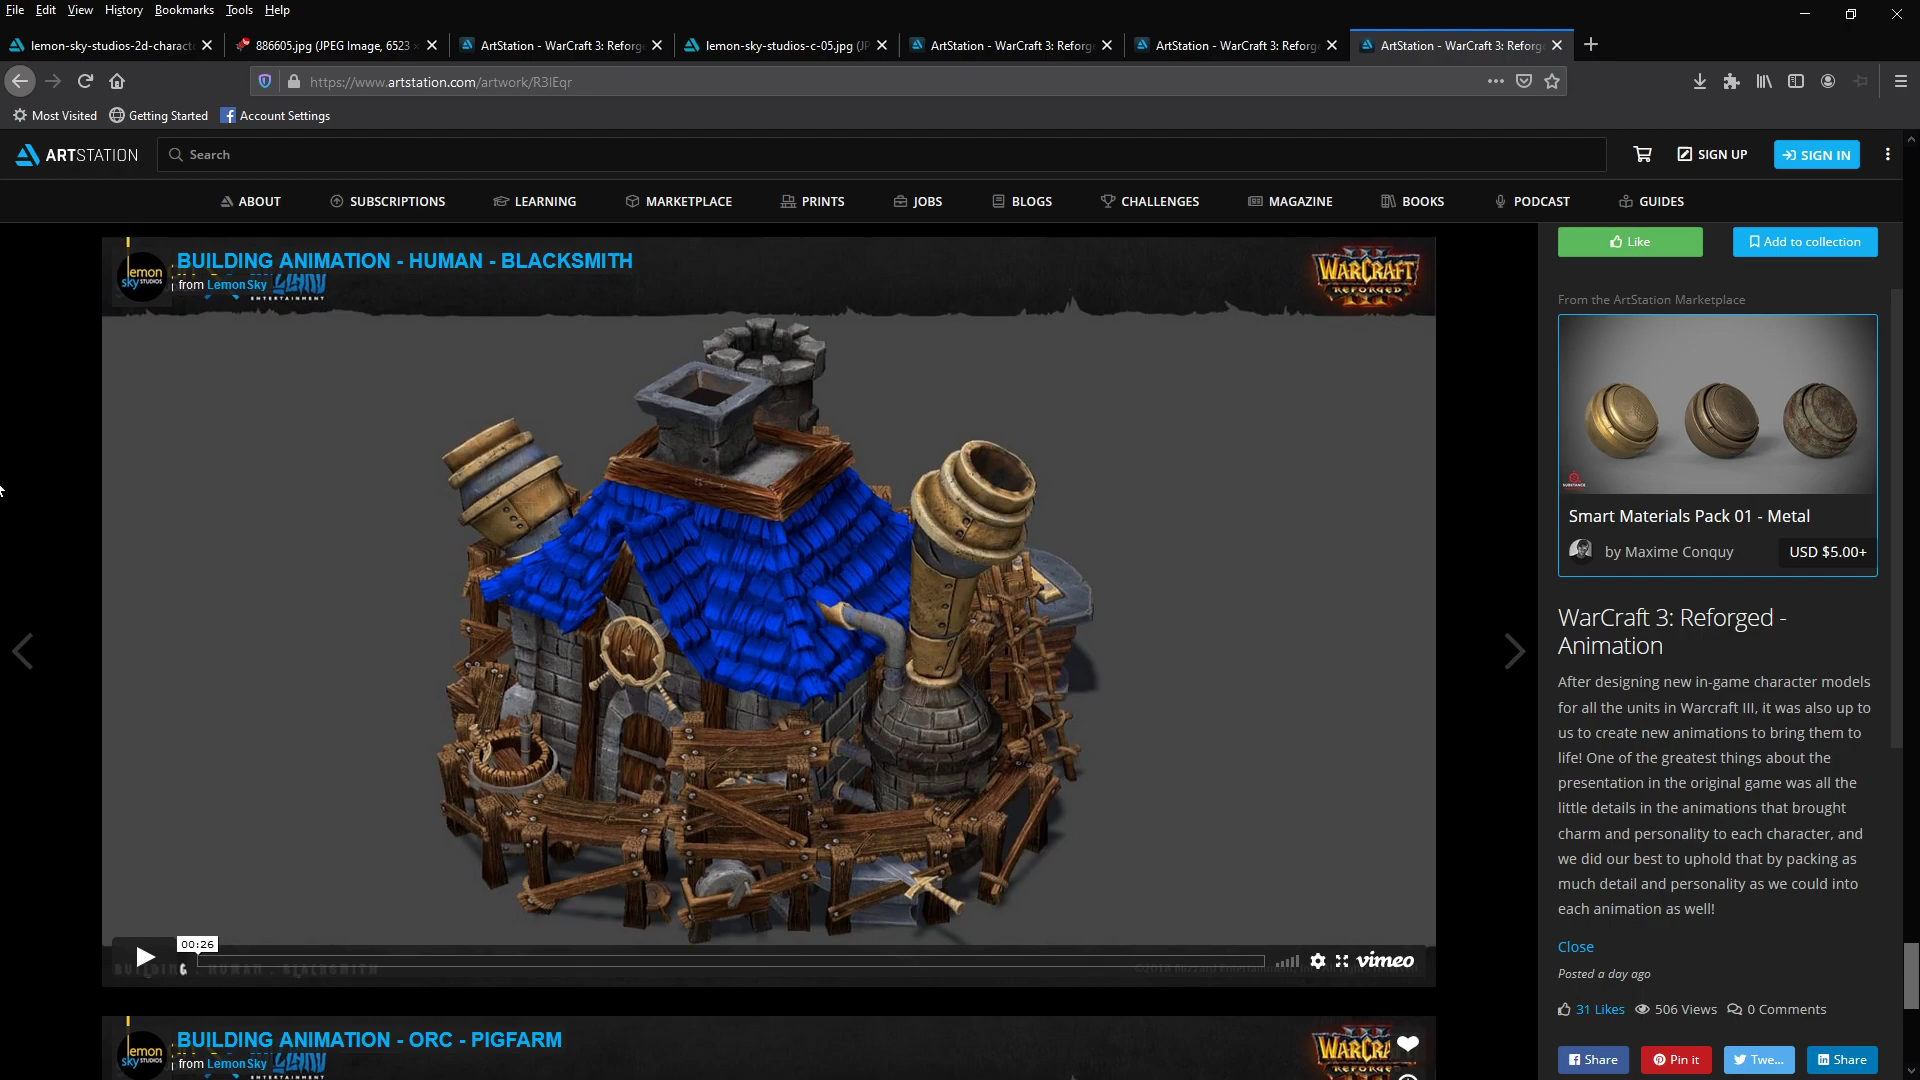 File Edit View History Bookmarks Tools Help
lemon-sky-studios-2d-charact
886605.jpg (JPEG Image, 6523
ArtStation - WarCraft 3: Reforg
lemon-sky-studios-c-05.jpg (JP
ArtStation - WarCraft 3: Reforg
ArtStation - WarCraft 3: Reforg
ArtStation - WarCraft 3: Reforg
https://www.artstation.com/artwork/R3lEqr
Most Visited Getting Started Account Settings
ARTSTATION Search SIGN UP SIGN IN
ABOUT SUBSCRIPTIONS LEARNING MARKETPLACE PRINTS JOBS BLOGS CHALLENGES MAGAZINE BOOKS PODCAST GUIDES
lemon sky STUDIOS
BUILDING ANIMATION - HUMAN - BLACKSMITH
from LemonSky
ENTERTAINMENT
WARCRAFT III
REFORGED
00:26
vimeo
BUILDING ANIMATION - ORC - PIGFARM
from LemonSky
ENTERTAINMENT
lemon sky STUDIOS
Like Add to collection
From the ArtStation Marketplace
SUBSTANCE
Smart Materials Pack 01 - Metal
by Maxime Conquy USD $5.00+
WarCraft 3: Reforged -
Animation
After designing new in-game character models
for all the units in Warcraft III, it was also up to
us to create new animations to bring them to
life! One of the greatest things about the
presentation in the original game was all the
little details in the animations that brought
charm and personality to each character, and
we did our best to uphold that by packing as
much detail and personality as we could into
each animation as well!
Close
Posted a day ago
31 Likes 506 Views 0 Comments
Share Pin it Twe... Share